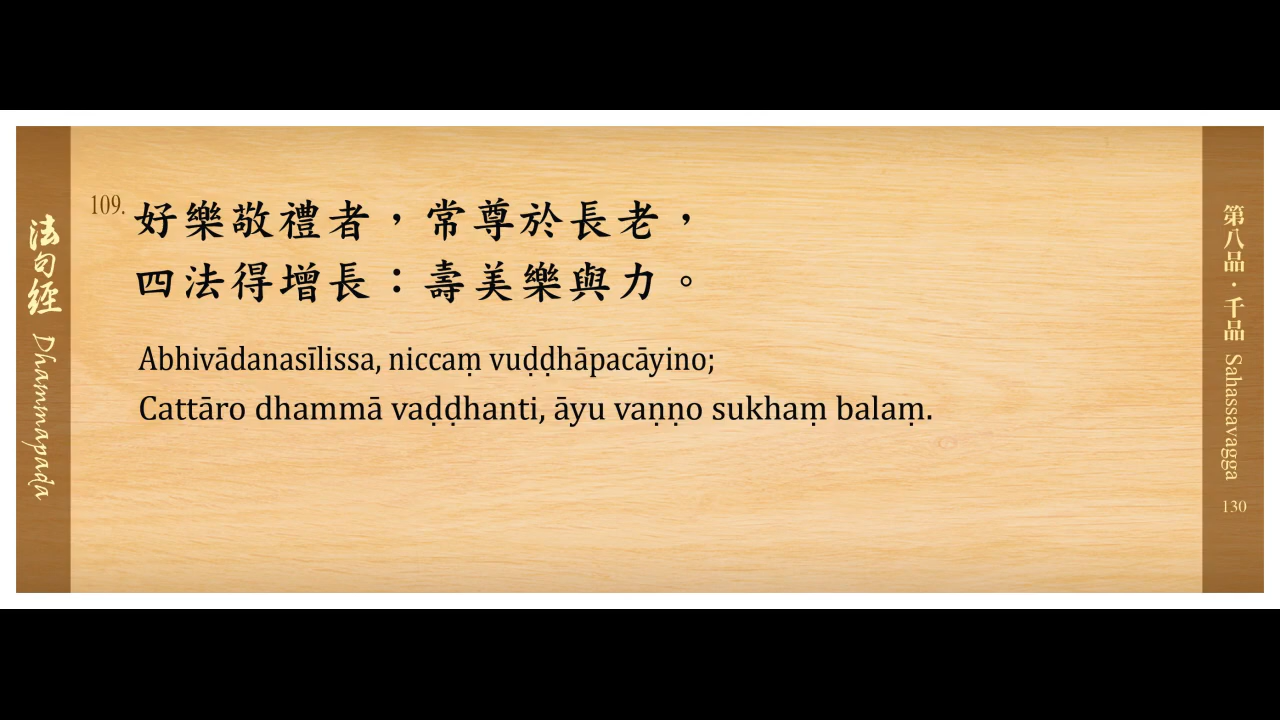 法句經 Dhammapada
109. 好樂敬禮者，常尊於長老，
四法得增長：壽美樂與力。
Abhivādanasīlissa, niccaṃ vuḍḍhāpacāyino;
Cattāro dhammā vaḍḍhanti, āyu vaṇṇo sukhaṃ balaṃ.
第八品・千品 Sahassavagga 130